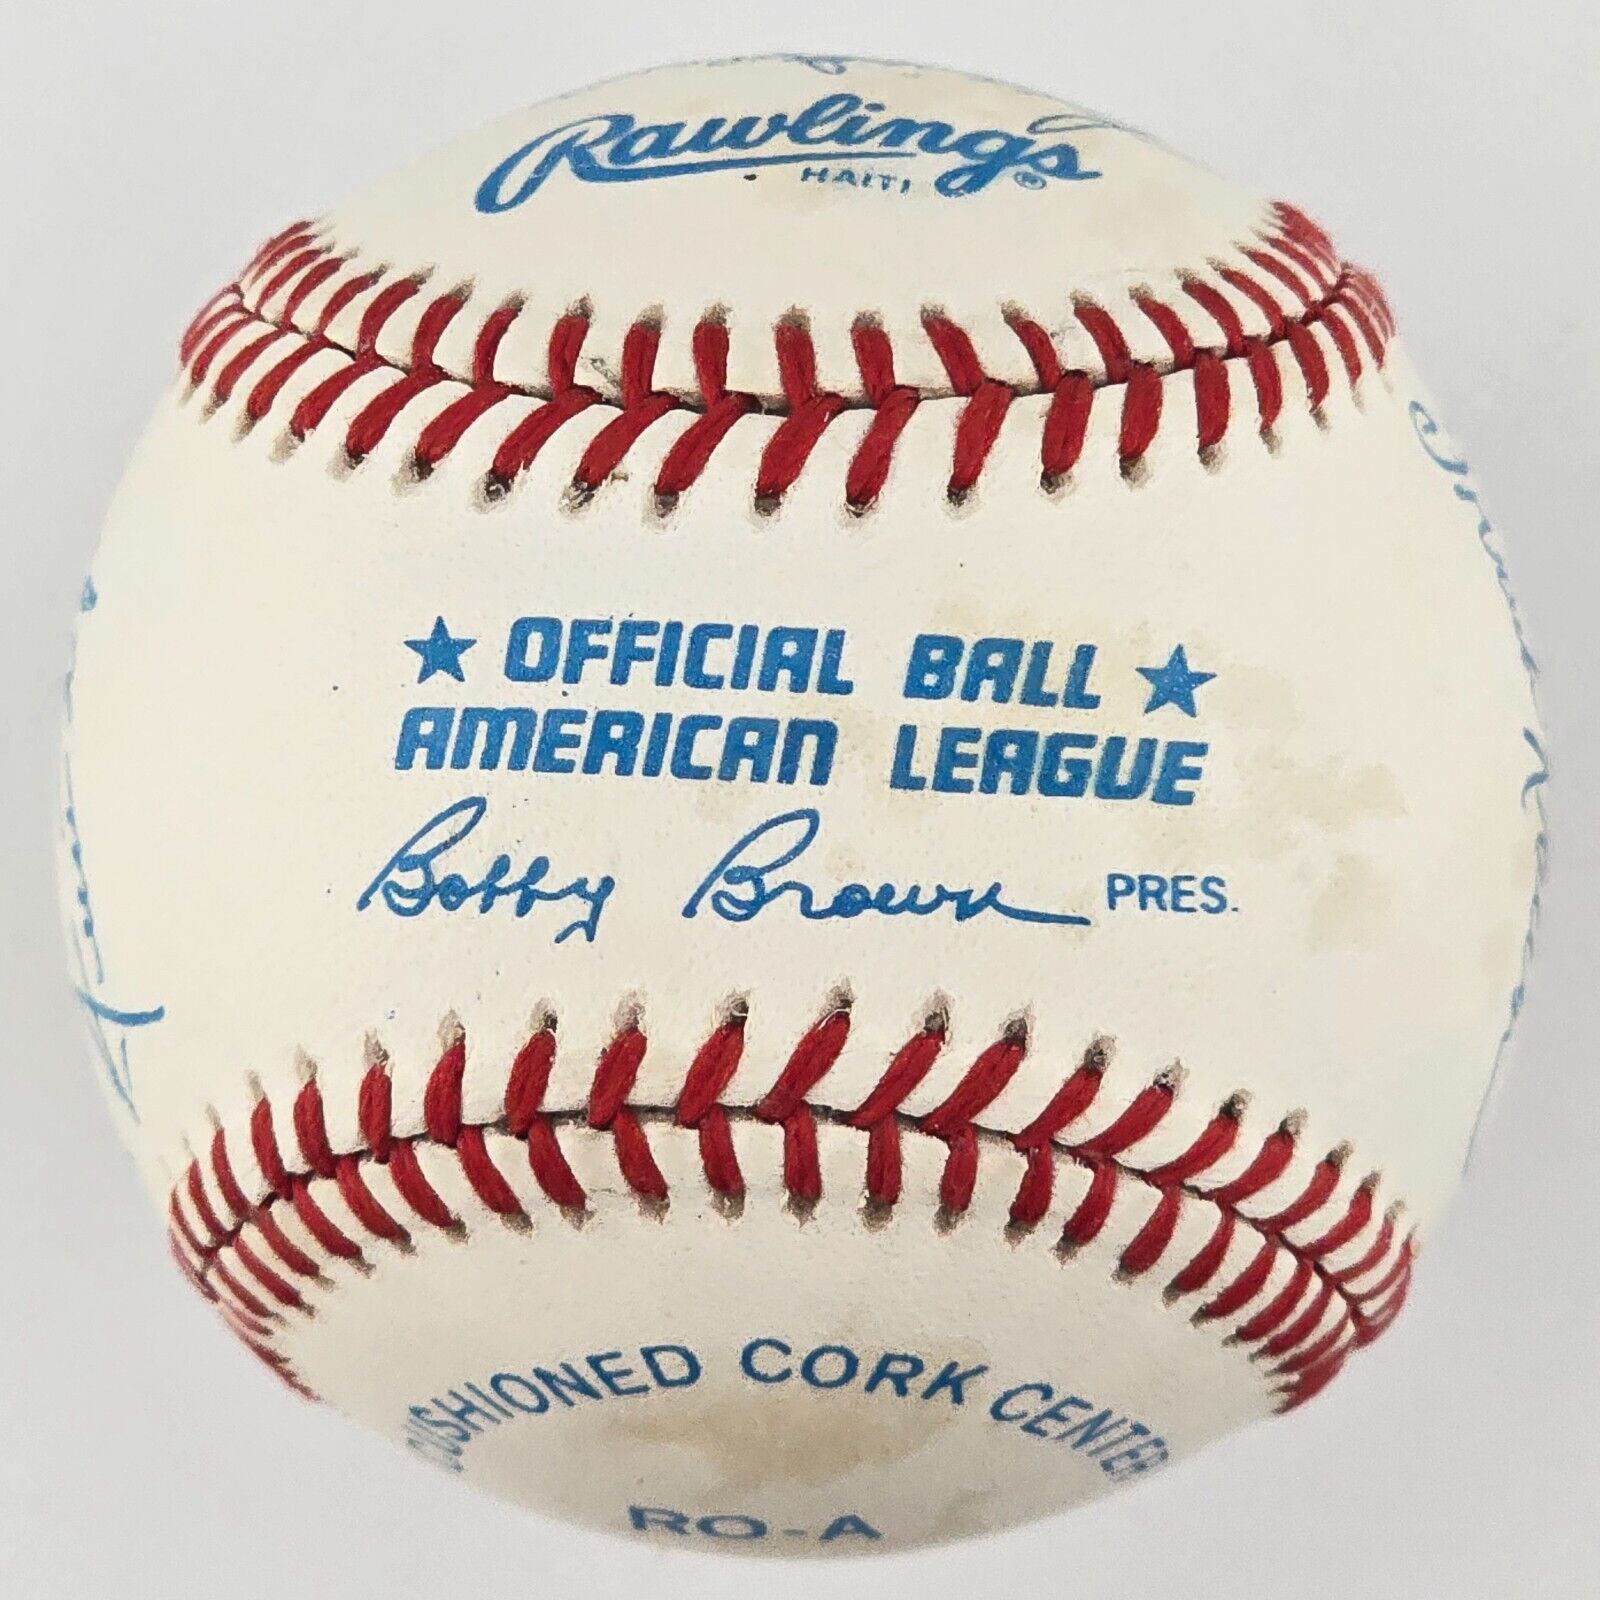 Rawlings ®
HAITI
★ OFFICIAL BALL ★
AMERICAN LEAGUE
Bobby Brown PRES.
CUSHIONED CORK CENTER
RO-A